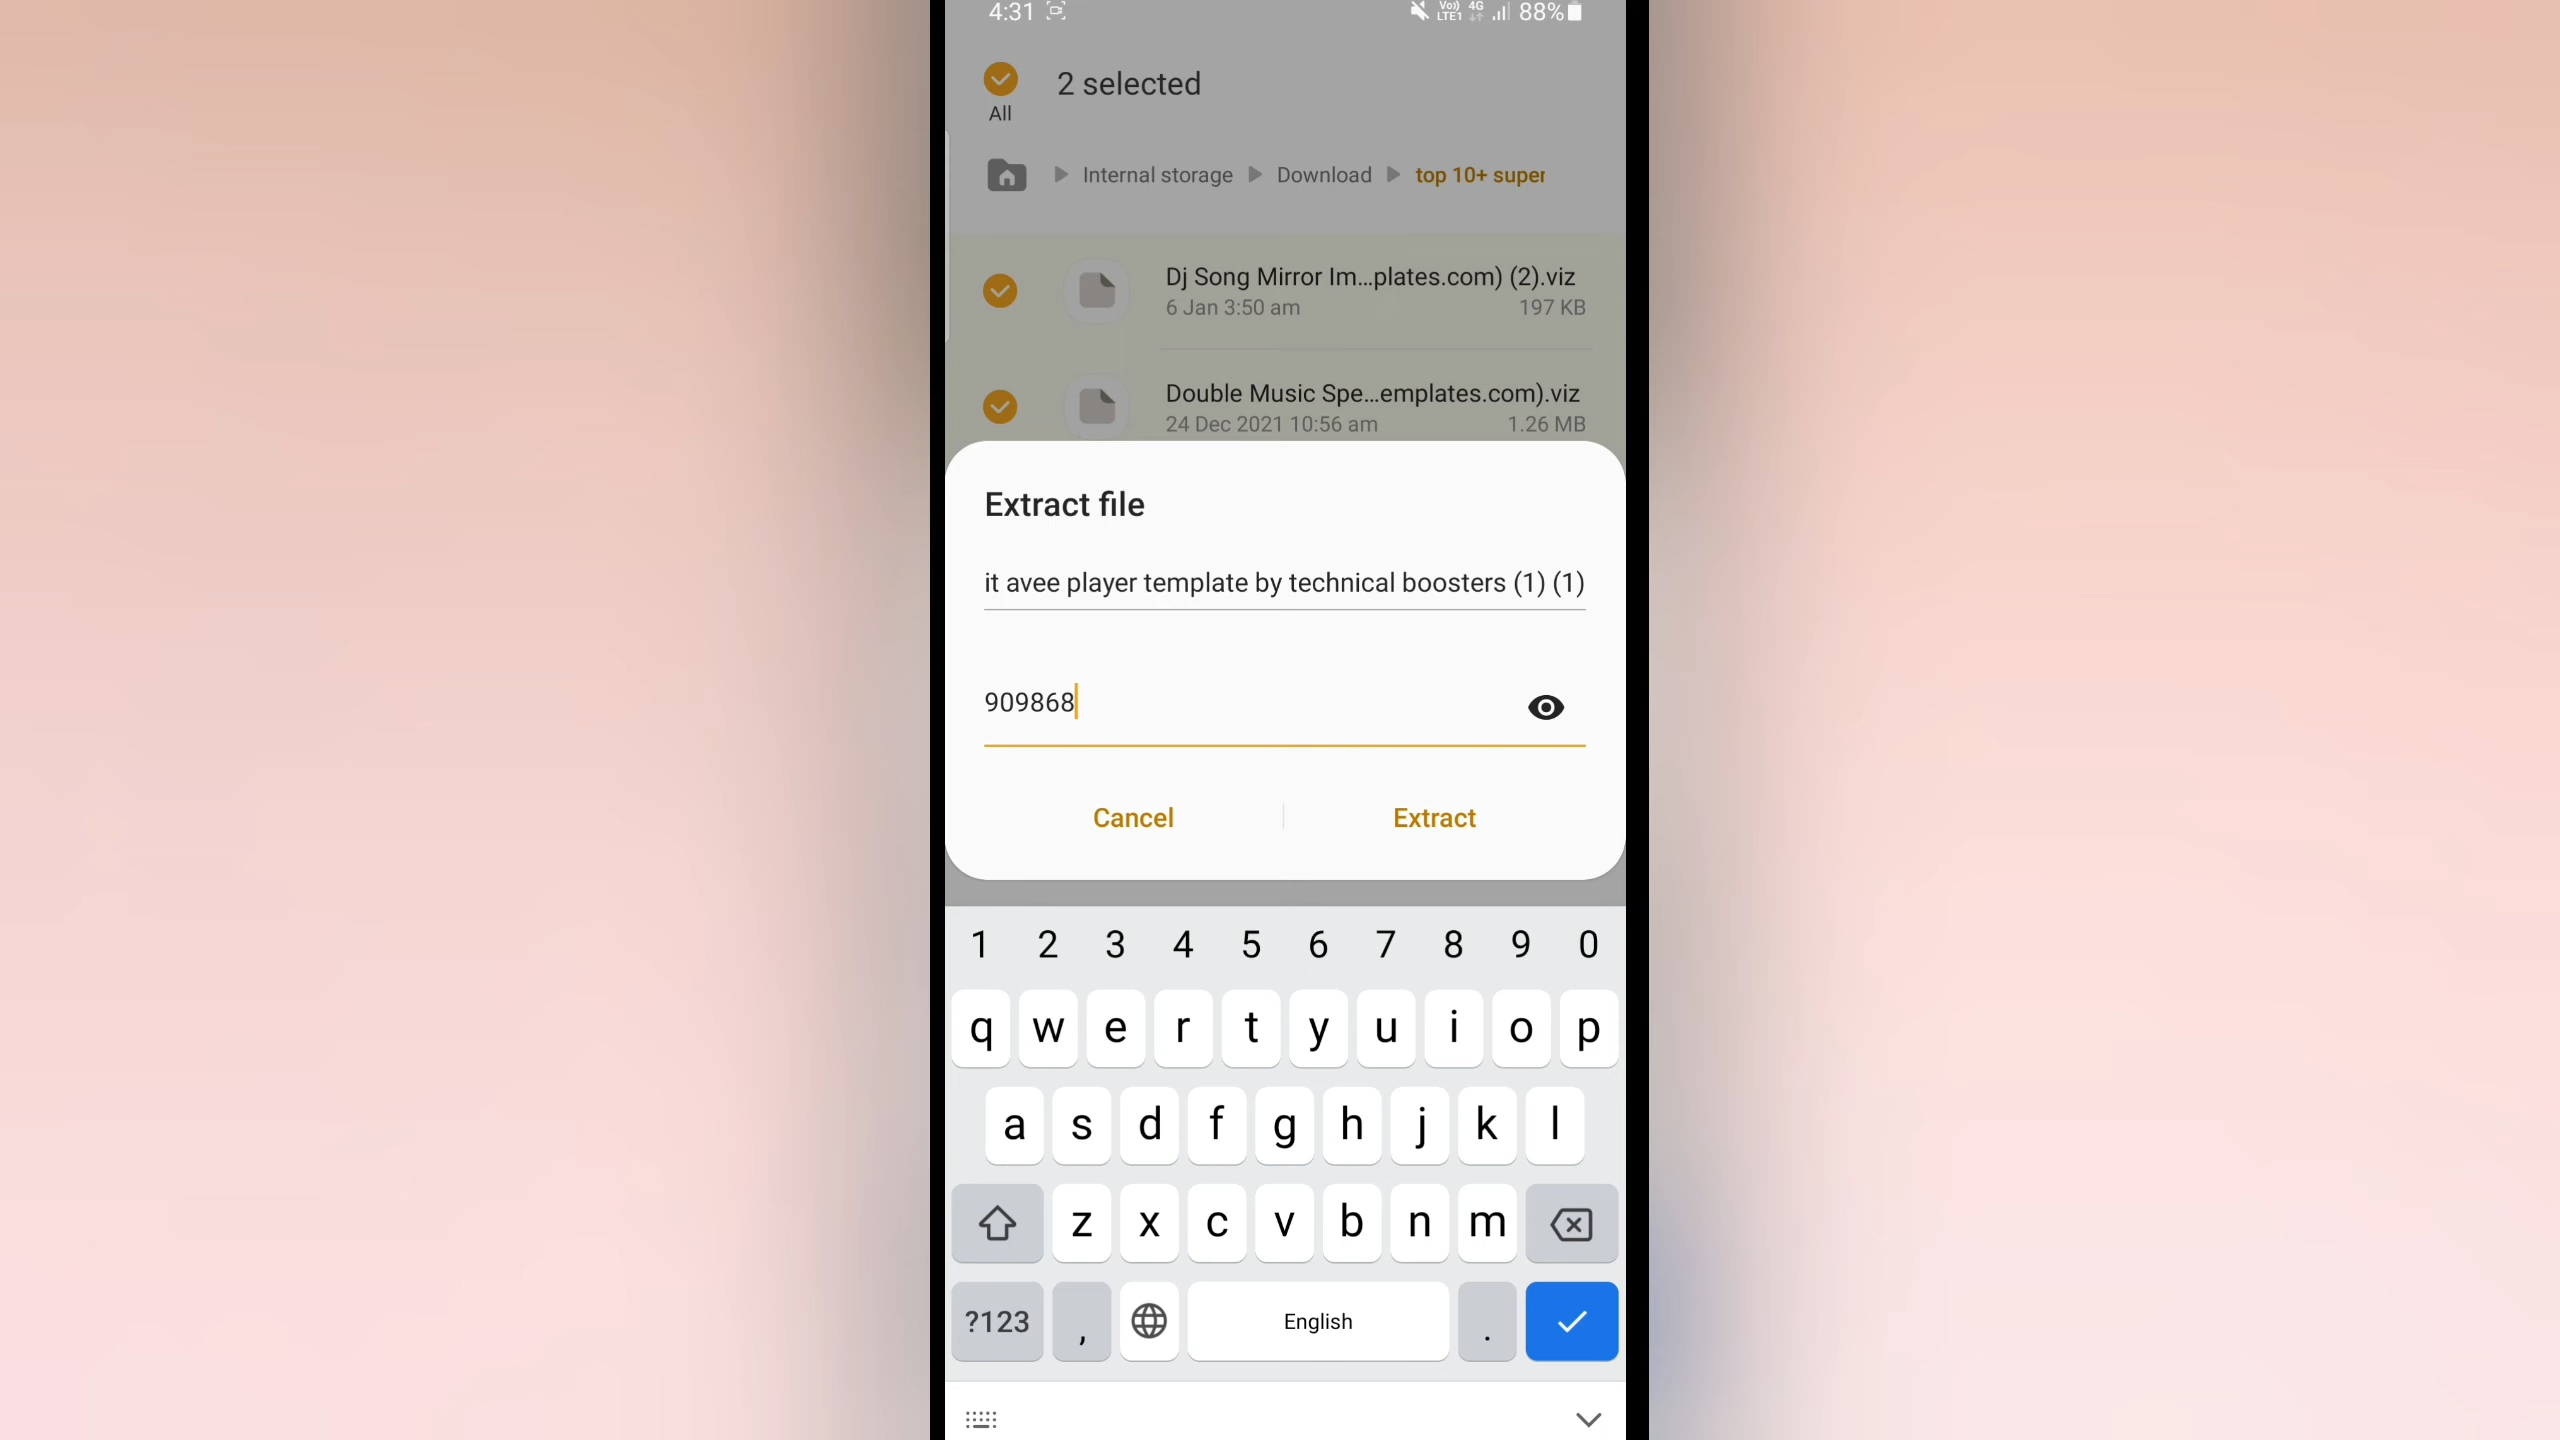 4:31
Vo)) LTE1 4G 88%
2 selected
All
Internal storage Download top 10+ super
Dj Song Mirror Im...plates.com) (2).viz
6 Jan 3:50 am 197 KB
Double Music Spe...emplates.com).viz
24 Dec 2021 10:56 am 1.26 MB
Extract file
it avee player template by technical boosters (1) (1)
909868
Cancel Extract
1 2 3 4 5 6 7 8 9 0
q w e r t y u i o p
a s d f g h j k l
z x c v b n m
?123 , English .